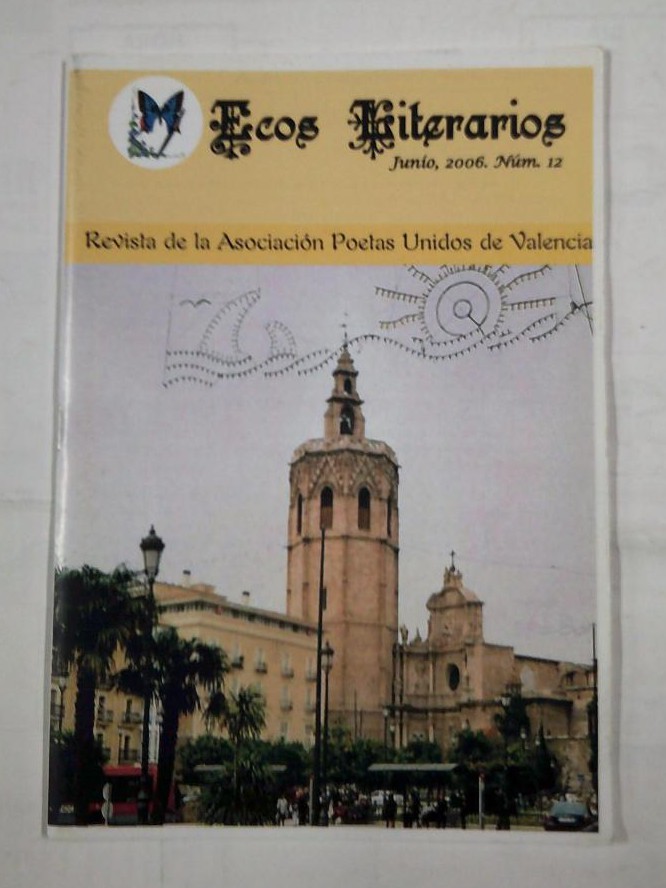 Ecos Literarios
Junio, 2006. Núm. 12
Revista de la Asociación Poetas Unidos de Valencia